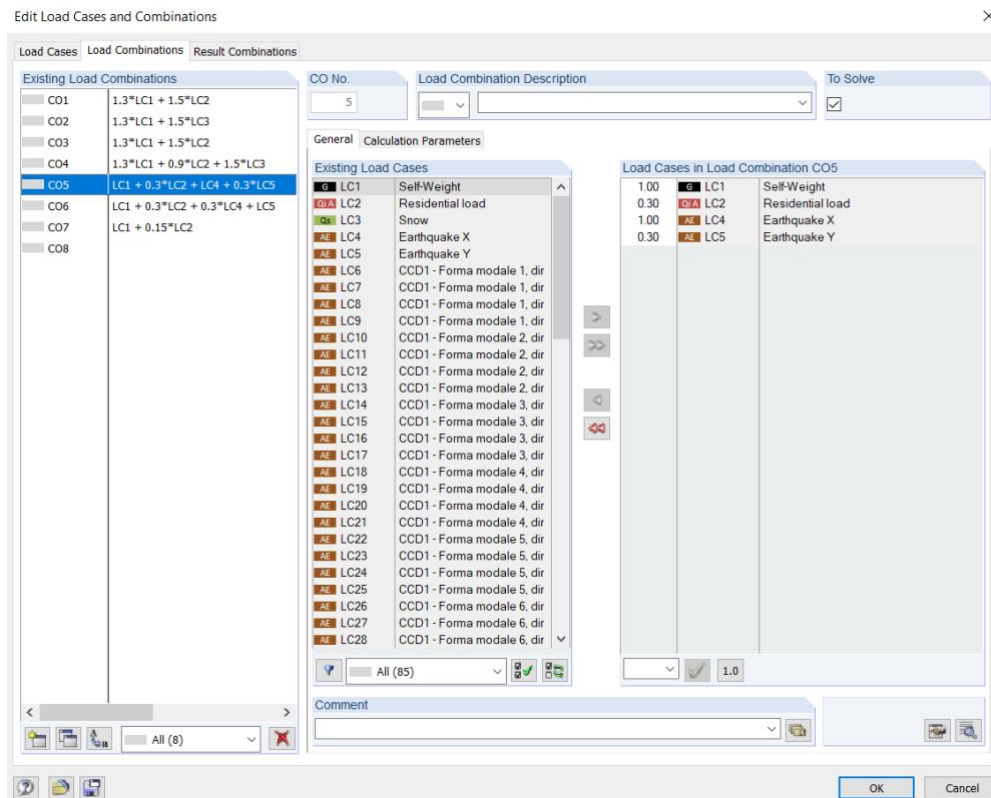 Edit Load Cases and Combinations
Load Cases Load Combinations Result Combinations
Existing Load Combinations
CO1 1.3*LC1 + 1.5*LC2
CO2 1.3*LC1 + 1.5*LC3
CO3 1.3*LC1 + 1.5*LC2
CO4 1.3*LC1 + 0.9*LC2 + 1.5*LC3
CO5 LC1 + 0.3*LC2 + LC4 + 0.3*LC5
CO6 LC1 + 0.3*LC2 + 0.3*LC4 + LC5
CO7 LC1 + 0.15*LC2
CO8
All (8)
CO No.
5
Load Combination Description
To Solve
General Calculation Parameters
Existing Load Cases
G LC1 Self-Weight
Qi A LC2 Residential load
Qs LC3 Snow
AE LC4 Earthquake X
AE LC5 Earthquake Y
AE LC6 CCD1 - Forma modale 1, dir
AE LC7 CCD1 - Forma modale 1, dir
AE LC8 CCD1 - Forma modale 1, dir
AE LC9 CCD1 - Forma modale 1, dir
AE LC10 CCD1 - Forma modale 2, dir
AE LC11 CCD1 - Forma modale 2, dir
AE LC12 CCD1 - Forma modale 2, dir
AE LC13 CCD1 - Forma modale 2, dir
AE LC14 CCD1 - Forma modale 3, dir
AE LC15 CCD1 - Forma modale 3, dir
AE LC16 CCD1 - Forma modale 3, dir
AE LC17 CCD1 - Forma modale 3, dir
AE LC18 CCD1 - Forma modale 4, dir
AE LC19 CCD1 - Forma modale 4, dir
AE LC20 CCD1 - Forma modale 4, dir
AE LC21 CCD1 - Forma modale 4, dir
AE LC22 CCD1 - Forma modale 5, dir
AE LC23 CCD1 - Forma modale 5, dir
AE LC24 CCD1 - Forma modale 5, dir
AE LC25 CCD1 - Forma modale 5, dir
AE LC26 CCD1 - Forma modale 6, dir
AE LC27 CCD1 - Forma modale 6, dir
AE LC28 CCD1 - Forma modale 6, dir
All (85)
Load Cases in Load Combination CO5
1.00 G LC1 Self-Weight
0.30 Qi A LC2 Residential load
1.00 AE LC4 Earthquake X
0.30 AE LC5 Earthquake Y
1.0
Comment
OK Cancel